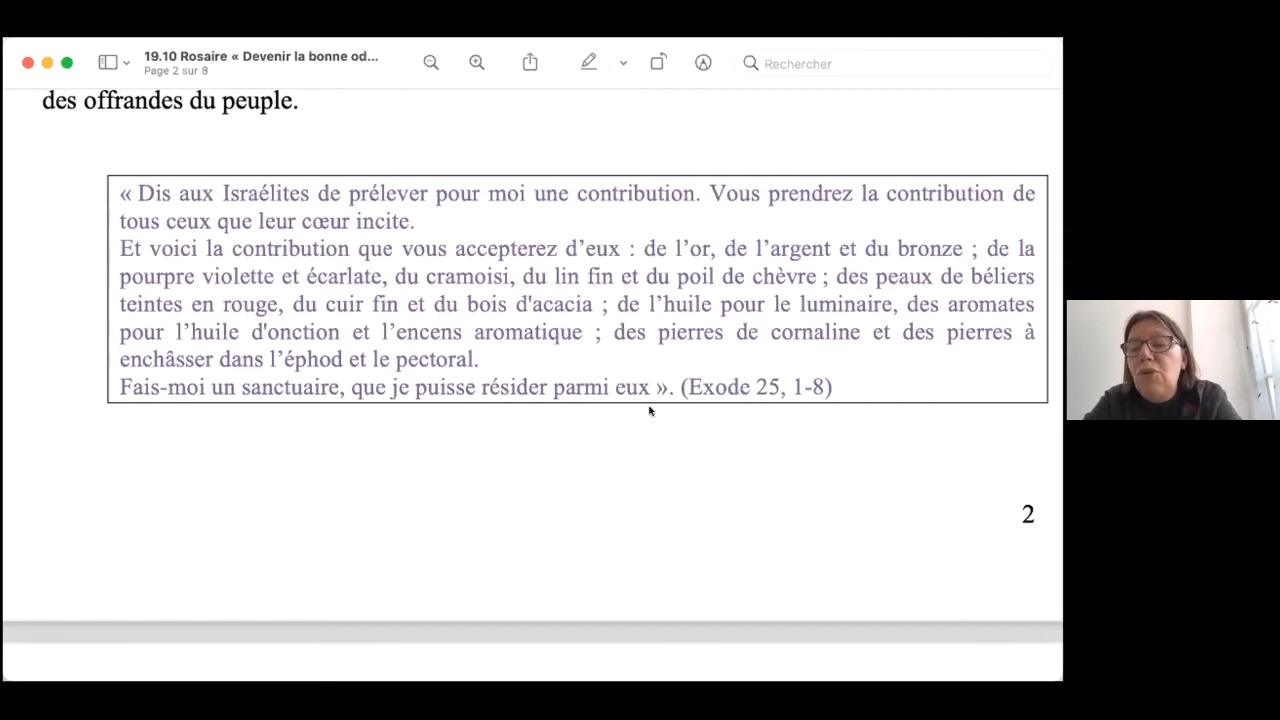 19.10 Rosaire « Devenir la bonne od...
Page 2 sur 8
Rechercher
des offrandes du peuple.
« Dis aux Israélites de prélever pour moi une contribution. Vous prendrez la contribution de
tous ceux que leur cœur incite.
Et voici la contribution que vous accepterez d’eux : de l’or, de l’argent et du bronze ; de la
pourpre violette et écarlate, du cramoisi, du lin fin et du poil de chèvre ; des peaux de béliers
teintes en rouge, du cuir fin et du bois d'acacia ; de l’huile pour le luminaire, des aromates
pour l’huile d'onction et l’encens aromatique ; des pierres de cornaline et des pierres à
enchâsser dans l’éphod et le pectoral.
Fais-moi un sanctuaire, que je puisse résider parmi eux ». (Exode 25, 1-8)
2